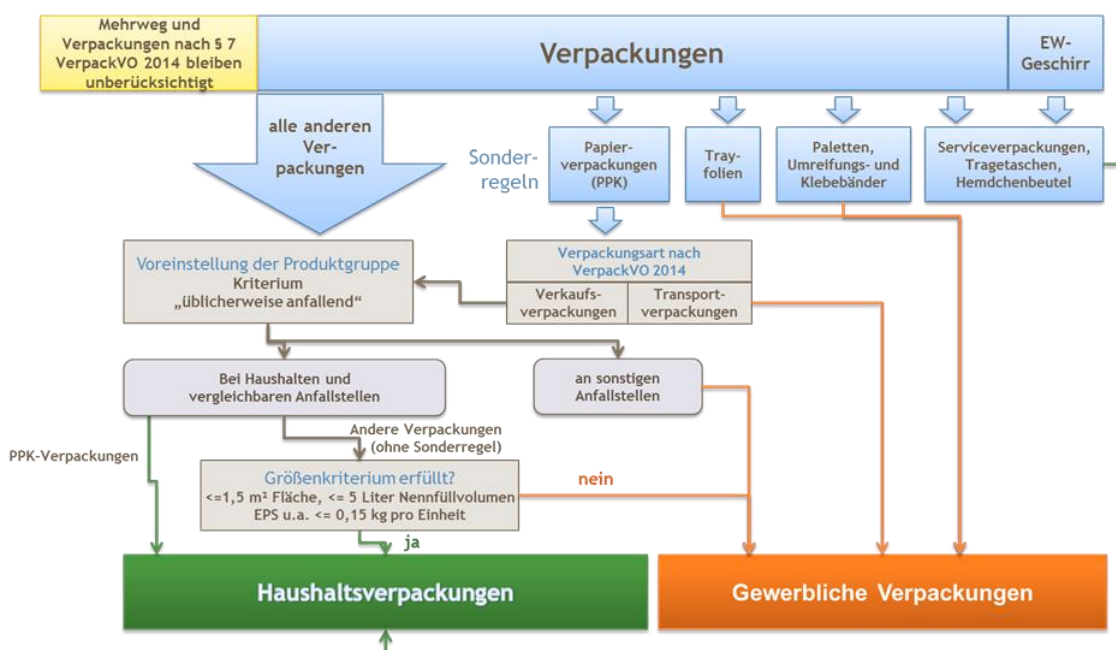 Mehrweg und
Verpackungen nach § 7
VerpackVO 2014 bleiben
unberücksichtigt
Verpackungen
EW-
Geschirr
alle anderen
Ver-
packungen
Sonder-
regeln
Papier-
verpackungen
(PPK)
Tray-
folien
Paletten,
Umreifungs- und
Klebebänder
Serviceverpackungen,
Tragetaschen,
Hemdchenbeutel
Voreinstellung der Produktgruppe
Kriterium
„üblicherweise anfallend“
Verpackungsart nach
VerpackVO 2014
Verkaufs-
verpackungen
Transport-
verpackungen
Bei Haushalten und
vergleichbaren Anfallstellen
an sonstigen
Anfallstellen
PPK-Verpackungen
Andere Verpackungen
(ohne Sonderregel)
Größenkriterium erfüllt?
<=1,5 m² Fläche, <= 5 Liter Nennfüllvolumen
EPS u.a. <= 0,15 kg pro Einheit
nein
ja
Haushaltsverpackungen
Gewerbliche Verpackungen